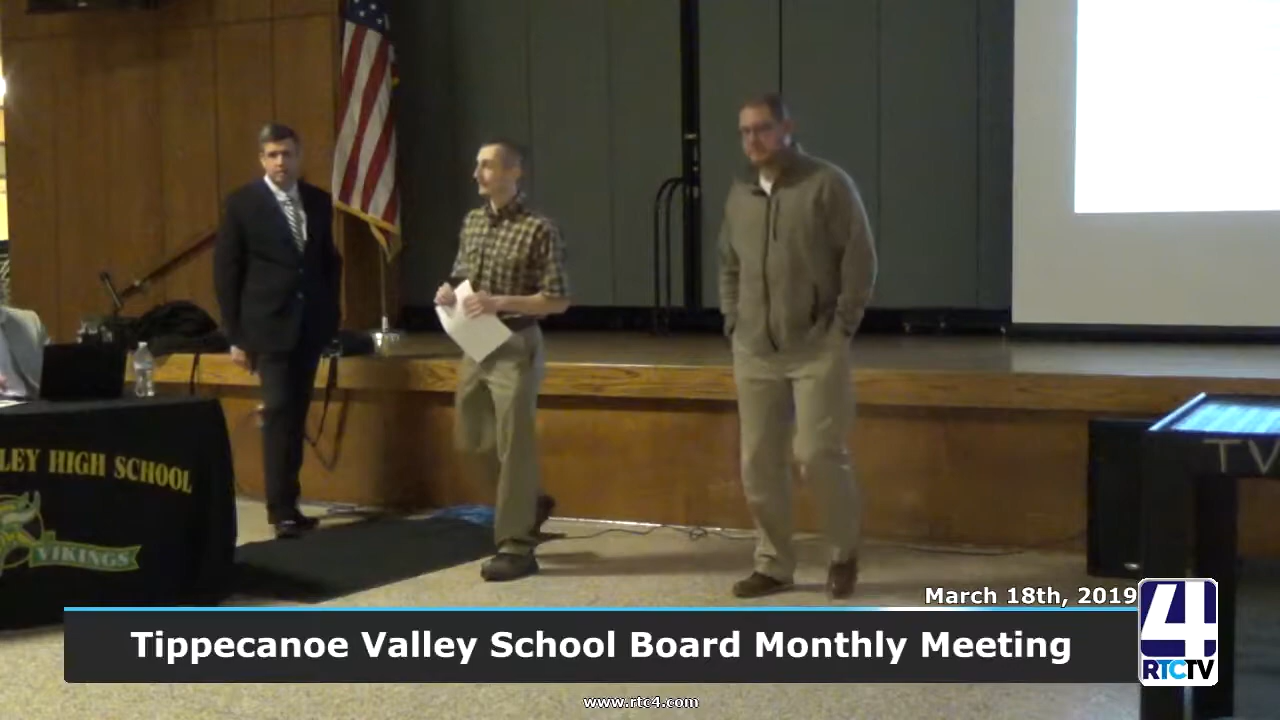 LEY HIGH SCHOOL
VIKINGS
TV
March 18th, 2019
Tippecanoe Valley School Board Monthly Meeting
4
RTCTV
www.rtc4.com